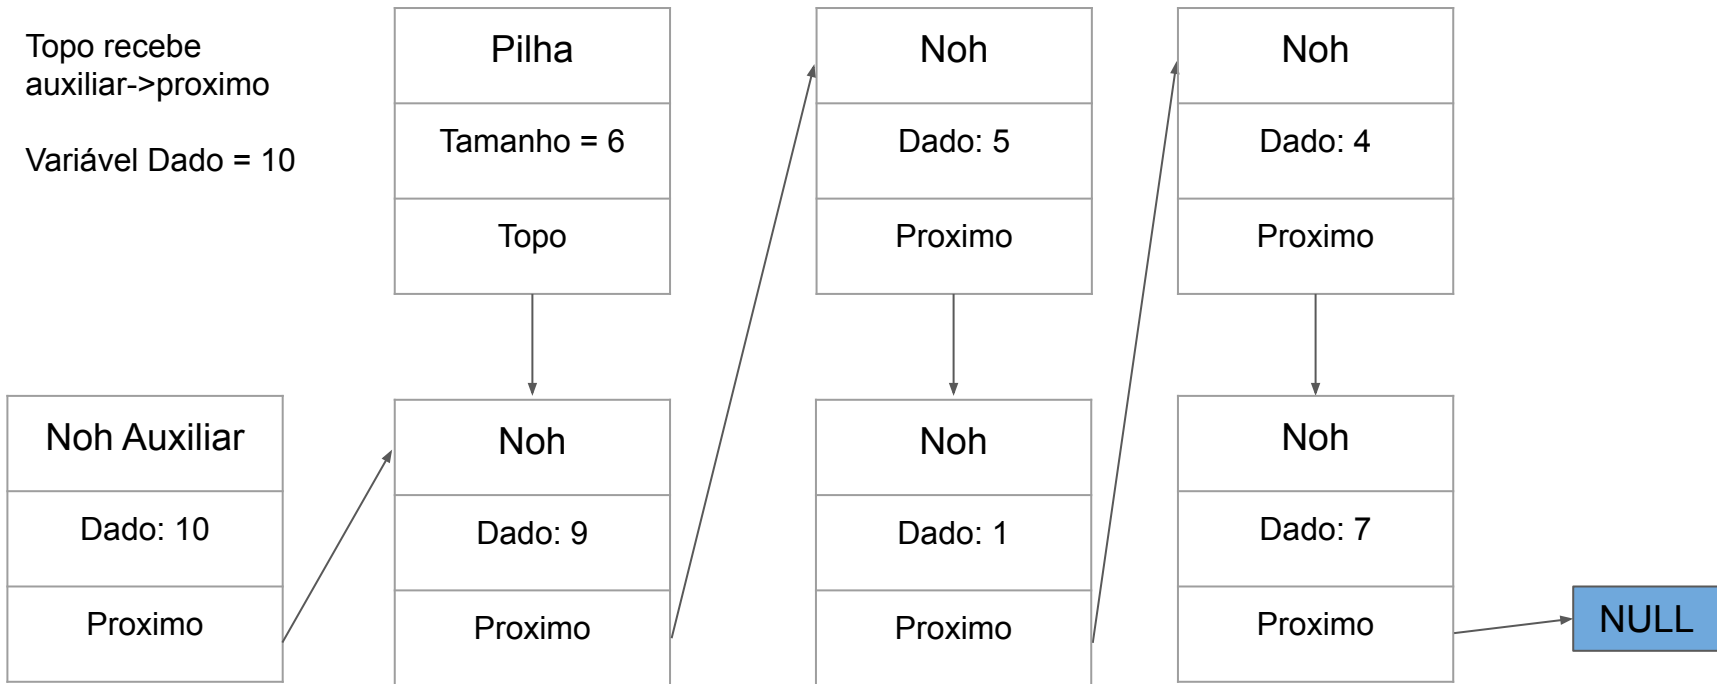 Topo recebe
auxiliar->proximo
Variável Dado = 10
Pilha
Tamanho = 6
Topo
Noh
Dado: 5
Proximo
Noh
Dado: 4
Proximo
Noh Auxiliar
Dado: 10
Proximo
Noh
Dado: 9
Proximo
Noh
Dado: 1
Proximo
Noh
Dado: 7
Proximo
NULL